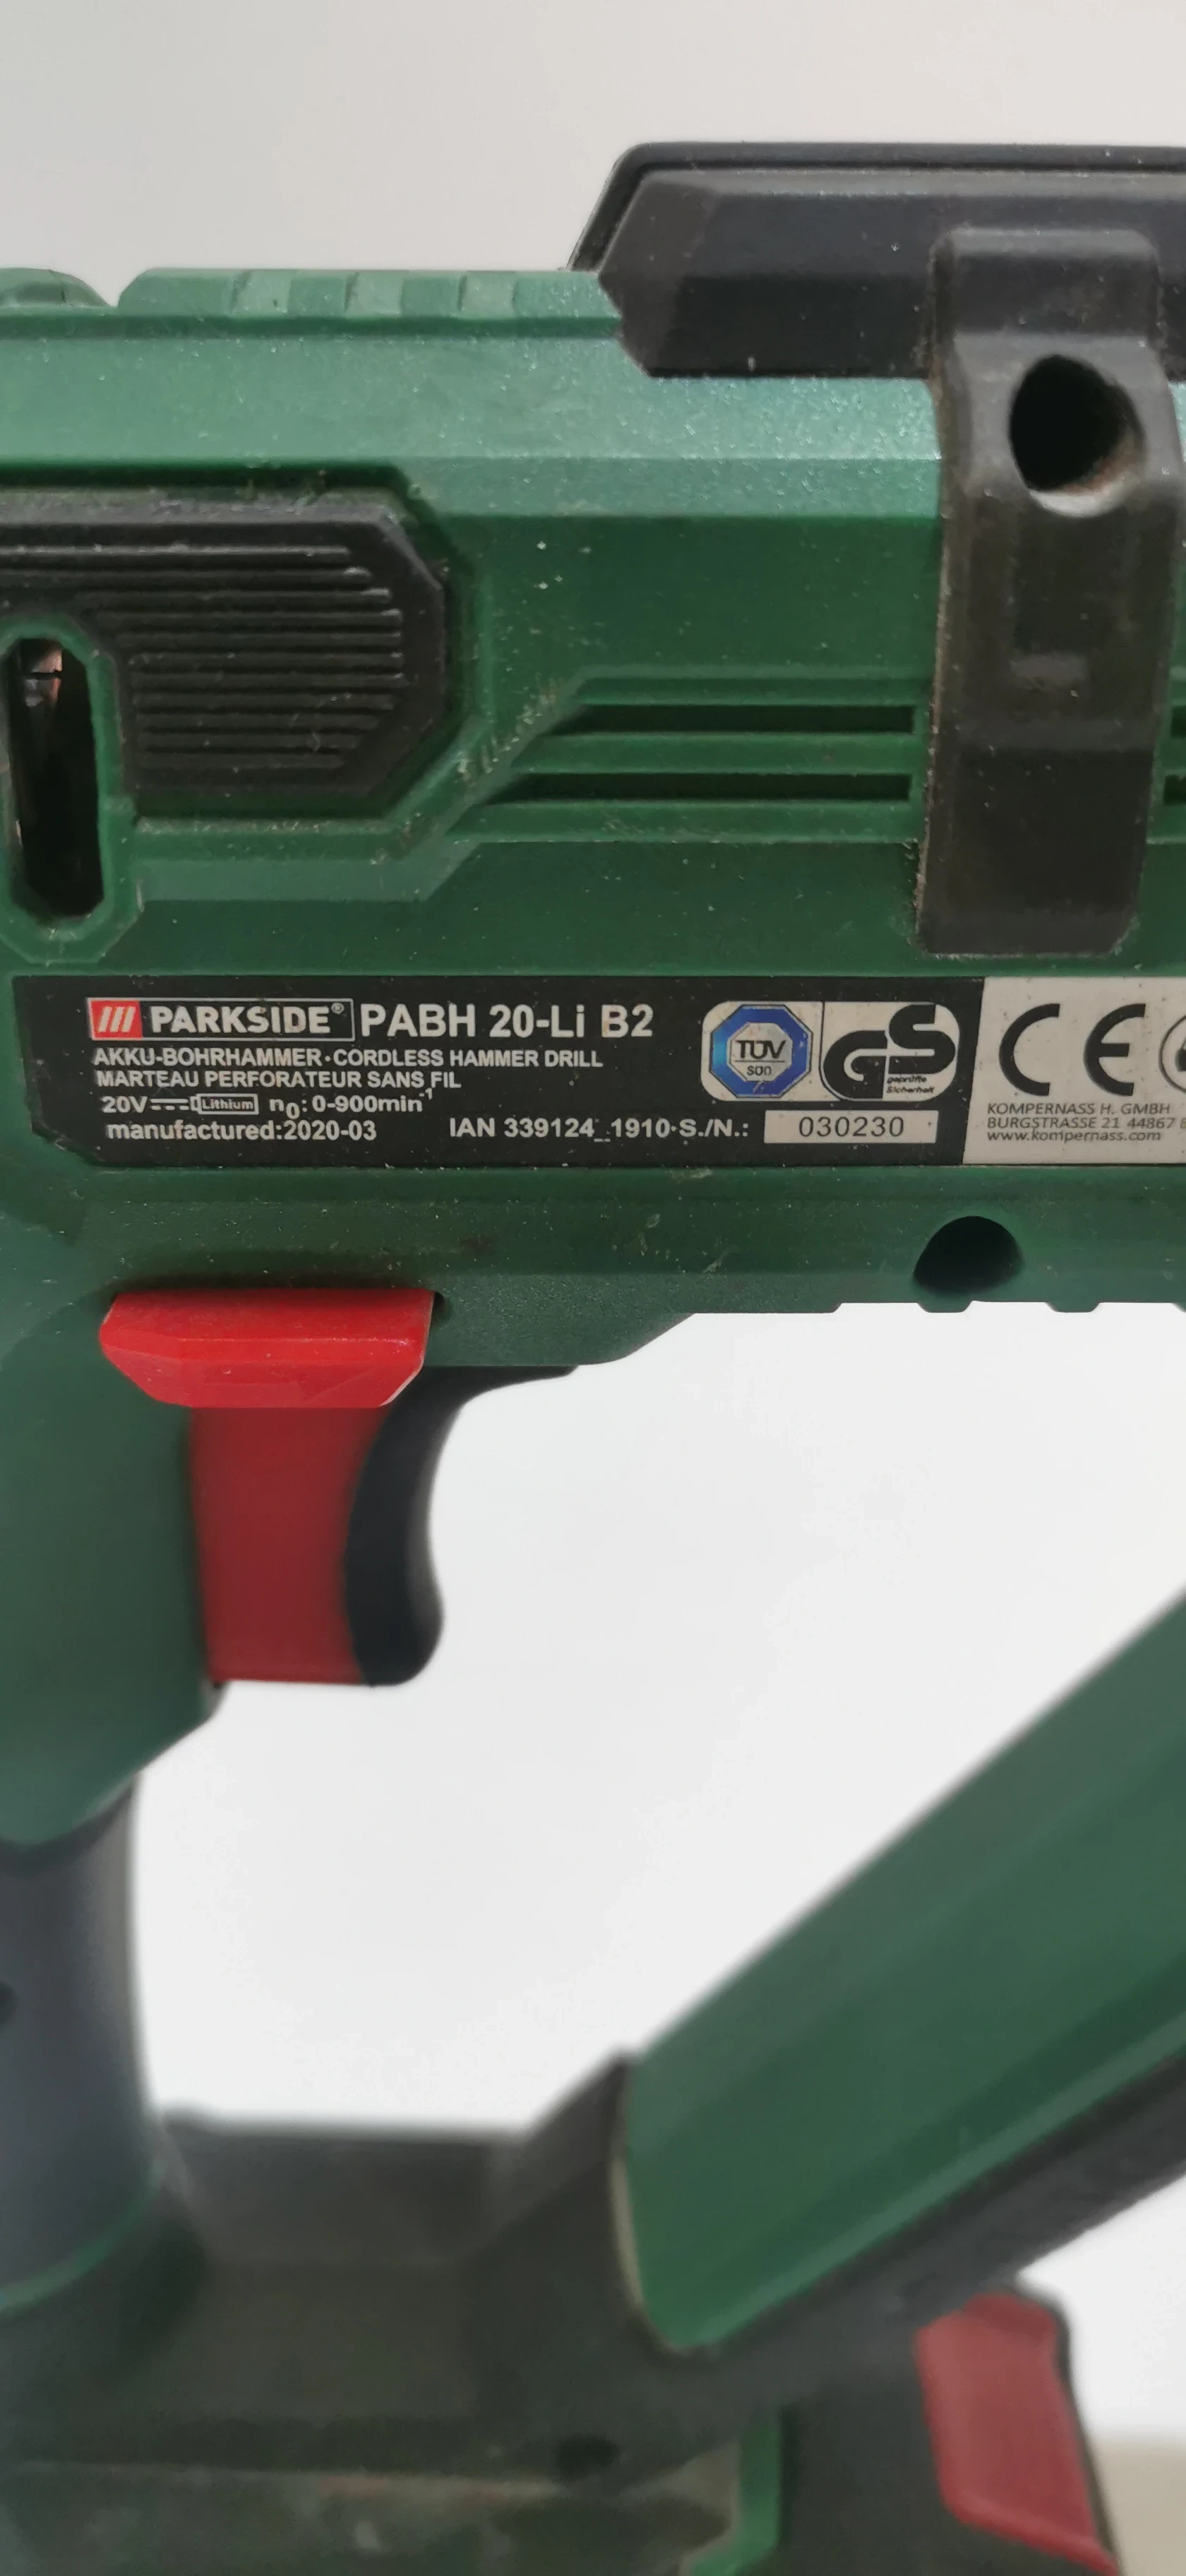 PARKSIDE® PABH 20-Li B2
AKKU-BOHRHAMMER·CORDLESS HAMMER DRILL
MARTEAU PERFORATEUR SANS FIL
20V Lithium n0: 0-900min-1
manufactured:2020-03
IAN 339124_1910·S./N.: 030230
TÜV
SÜD
GS
geprüfte
Sicherheit
CE
KOMPERNASS H. GMBH
BURGSTRASSE 21 44867
www.kompernass.com